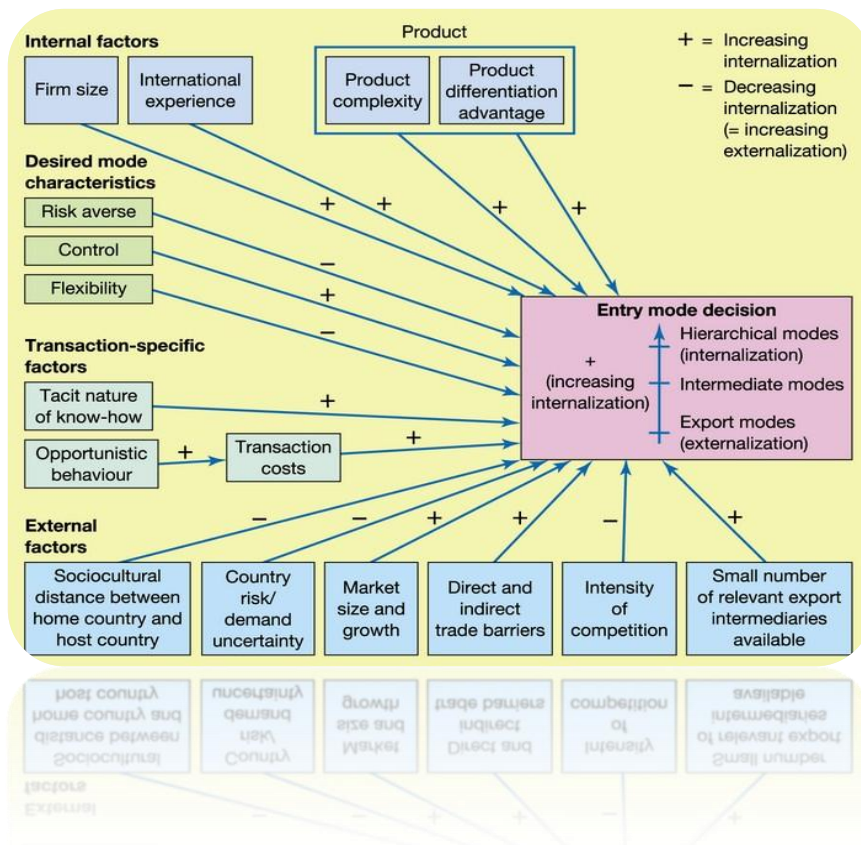 Internal factors
Firm size
International
experience
Product
Product
complexity
Product
differentiation
advantage
+ = Increasing
internalization
− = Decreasing
internalization
(= increasing
externalization)
Desired mode
characteristics
Risk averse
Control
Flexibility
+
+
+
+
−
+
−
Transaction-specific
factors
Tacit nature
of know-how
+
Opportunistic
behaviour
+
Transaction
costs
+
Entry mode decision
+
(increasing
internalization)
Hierarchical modes
(internalization)
Intermediate modes
Export modes
(externalization)
External
factors
−
−
+
+
−
+
Sociocultural
distance between
home country and
host country
Country
risk/
demand
uncertainty
Market
size and
growth
Direct and
indirect
trade barriers
Intensity
of
competition
Small number
of relevant export
intermediaries
available